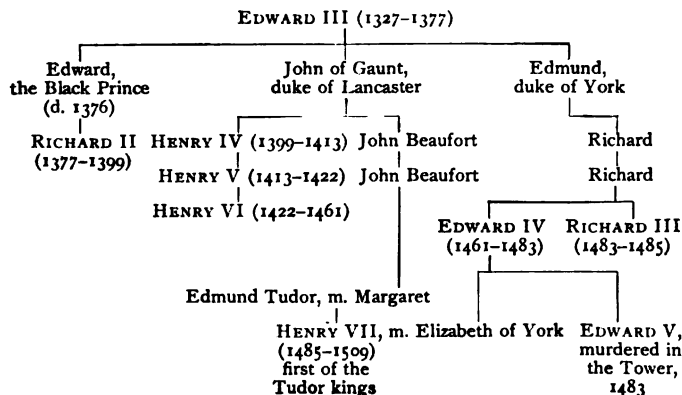 EDWARD III (1327–1377)
Edward, John of Gaunt, Edmund,
the Black Prince duke of Lancaster duke of York
(d. 1376)
RICHARD II HENRY IV (1399–1413) John Beaufort Richard
(1377–1399)
HENRY V (1413–1422) John Beaufort Richard
HENRY VI (1422–1461)
EDWARD IV RICHARD III
(1461–1483) (1483–1485)
Edmund Tudor, m. Margaret
HENRY VII, m. Elizabeth of York EDWARD V,
(1485–1509) murdered in
first of the the Tower,
Tudor kings 1483